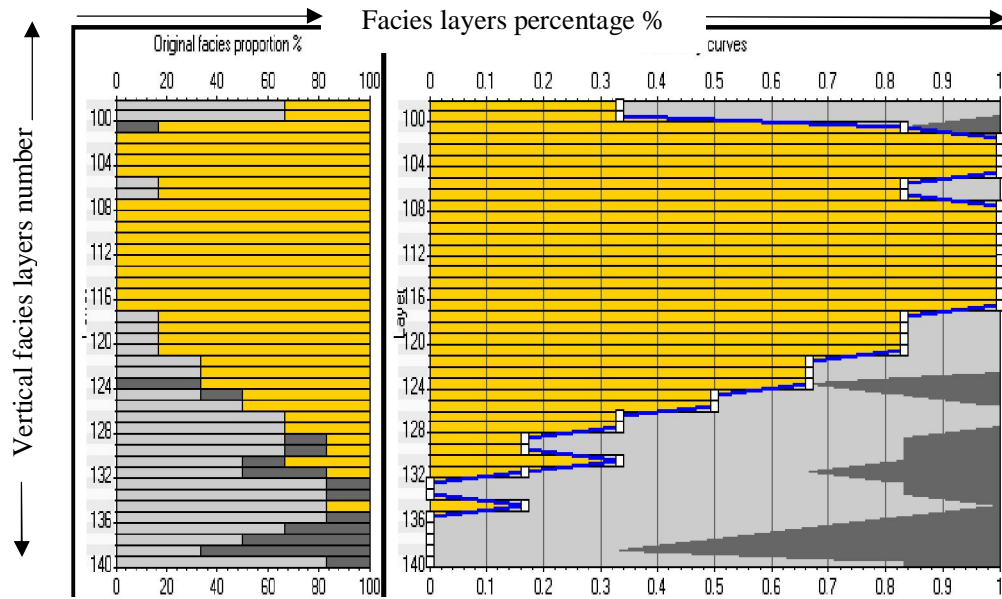 Facies layers percentage %
Vertical facies layers number
Original facies proportion %
0 20 40 60 80 100
100
104
108
112
116
120
124
128
132
136
140
0 20 40 60 80 100
curves
0 0.1 0.2 0.3 0.4 0.5 0.6 0.7 0.8 0.9 1
Layer
100
104
108
112
116
120
124
128
132
136
140
0 0.1 0.2 0.3 0.4 0.5 0.6 0.7 0.8 0.9 1